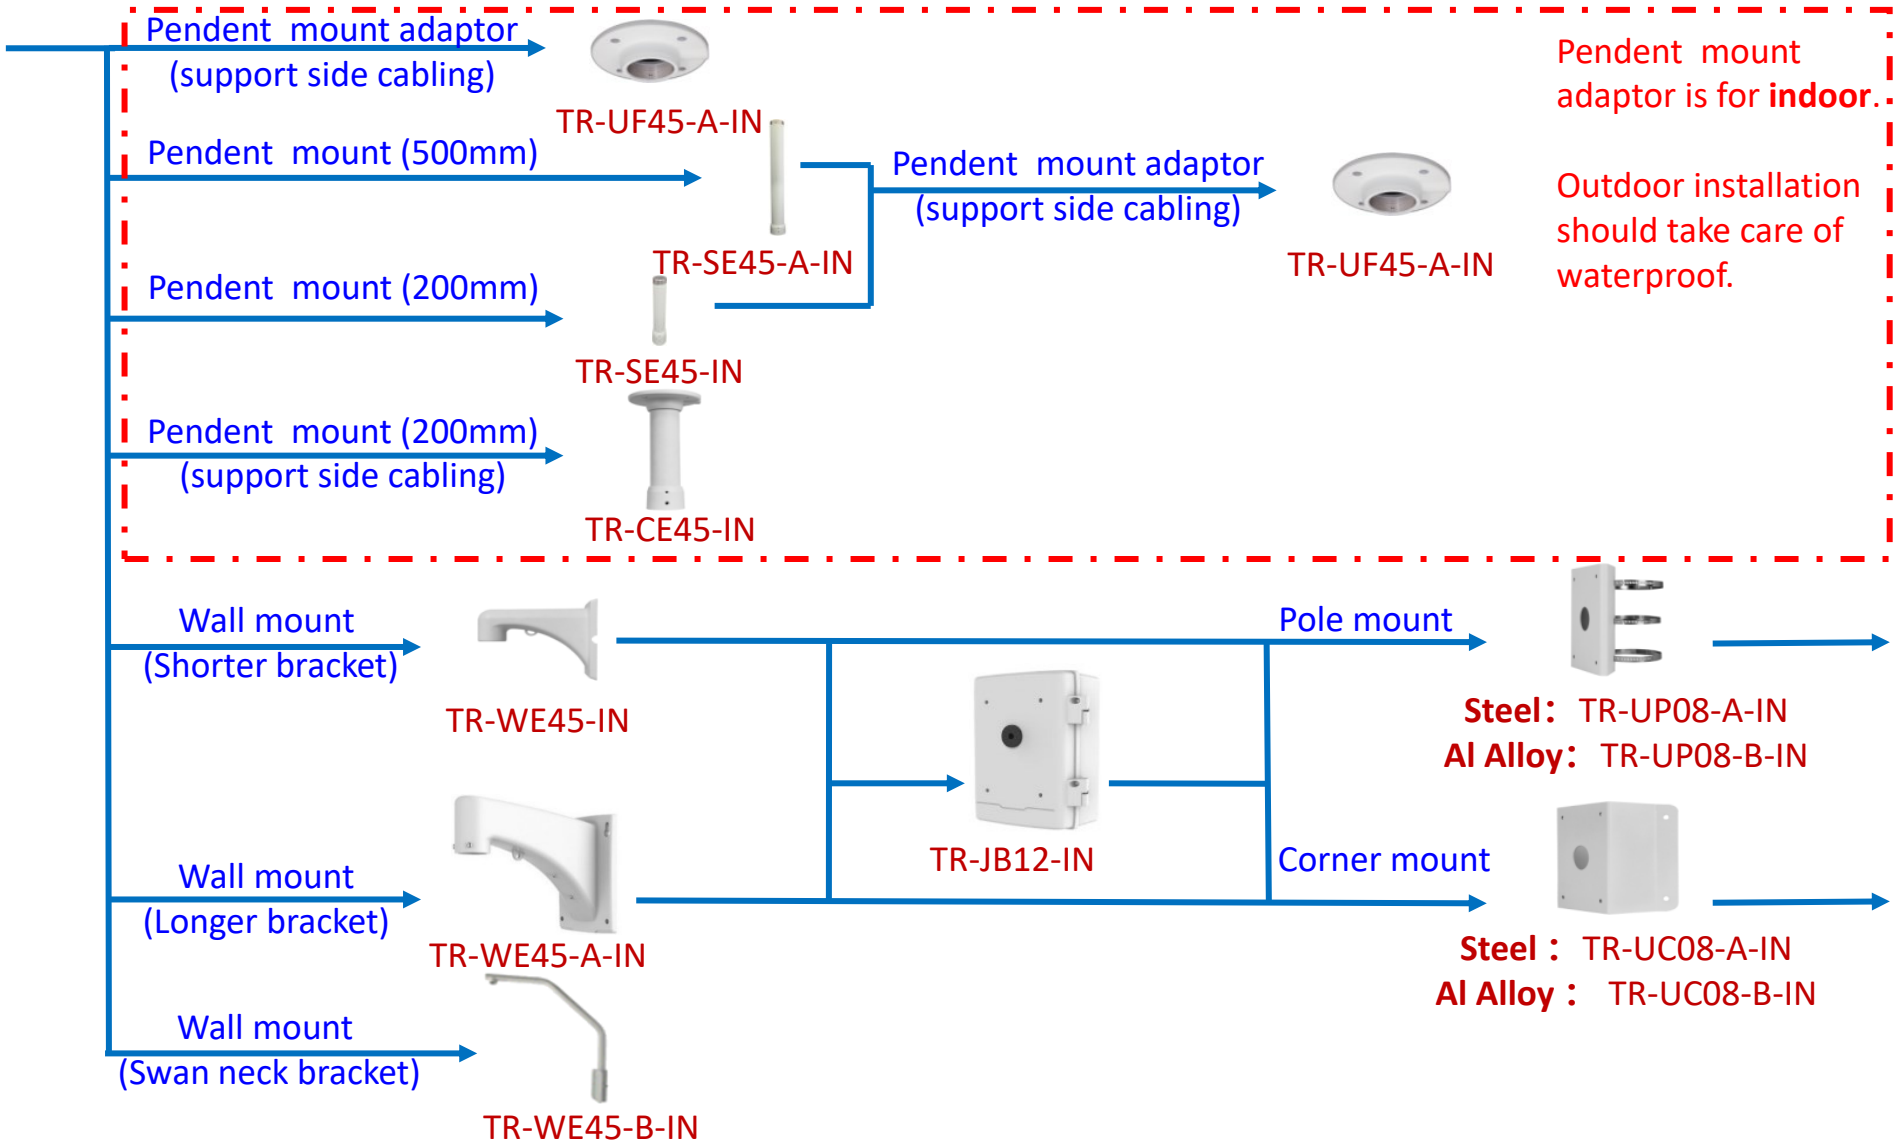 Pendent mount adaptor
(support side cabling)
TR-UF45-A-IN
Pendent mount
adaptor is for indoor.
Outdoor installation
should take care of
waterproof.
Pendent mount (500mm)
TR-SE45-A-IN
Pendent mount adaptor
(support side cabling)
TR-UF45-A-IN
Pendent mount (200mm)
TR-SE45-IN
Pendent mount (200mm)
(support side cabling)
TR-CE45-IN
Wall mount
(Shorter bracket)
TR-WE45-IN
Pole mount
Steel： TR-UP08-A-IN
Al Alloy： TR-UP08-B-IN
TR-JB12-IN
Wall mount
(Longer bracket)
TR-WE45-A-IN
Corner mount
Steel ： TR-UC08-A-IN
Al Alloy ： TR-UC08-B-IN
Wall mount
(Swan neck bracket)
TR-WE45-B-IN